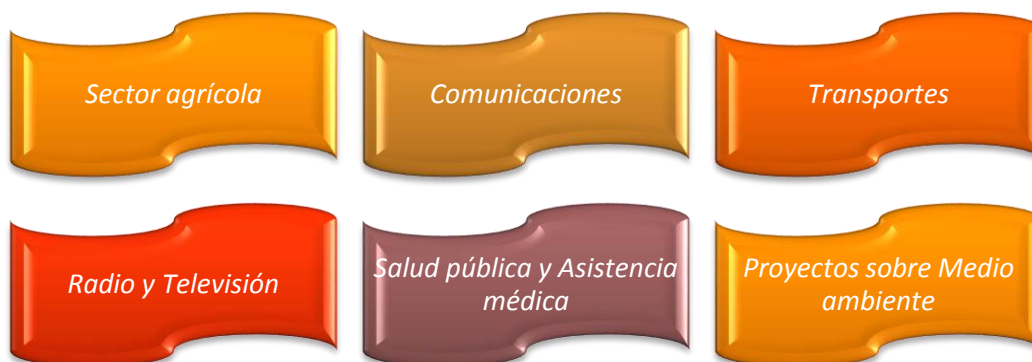 Sector agrícola
Comunicaciones
Transportes
Radio y Televisión
Salud pública y Asistencia
médica
Proyectos sobre Medio
ambiente